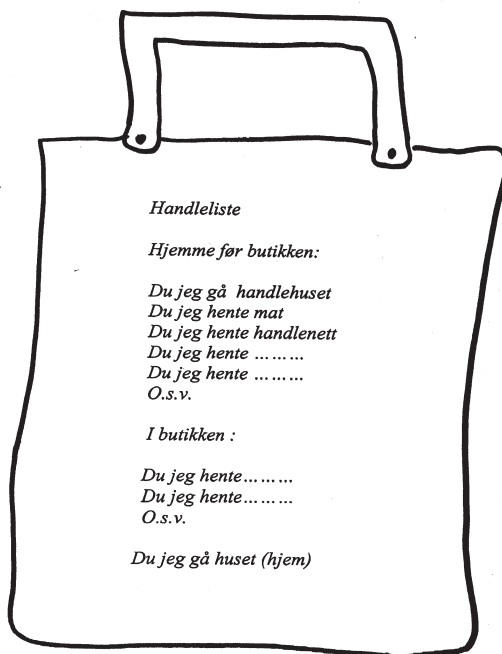 Handleliste
Hjemme før butikken:
Du jeg gå handlehuset
Du jeg hente mat
Du jeg hente handlenett
Du jeg hente ………
Du jeg hente ………
O.s.v.
I butikken :
Du jeg hente………
Du jeg hente………
O.s.v.
Du jeg gå huset (hjem)